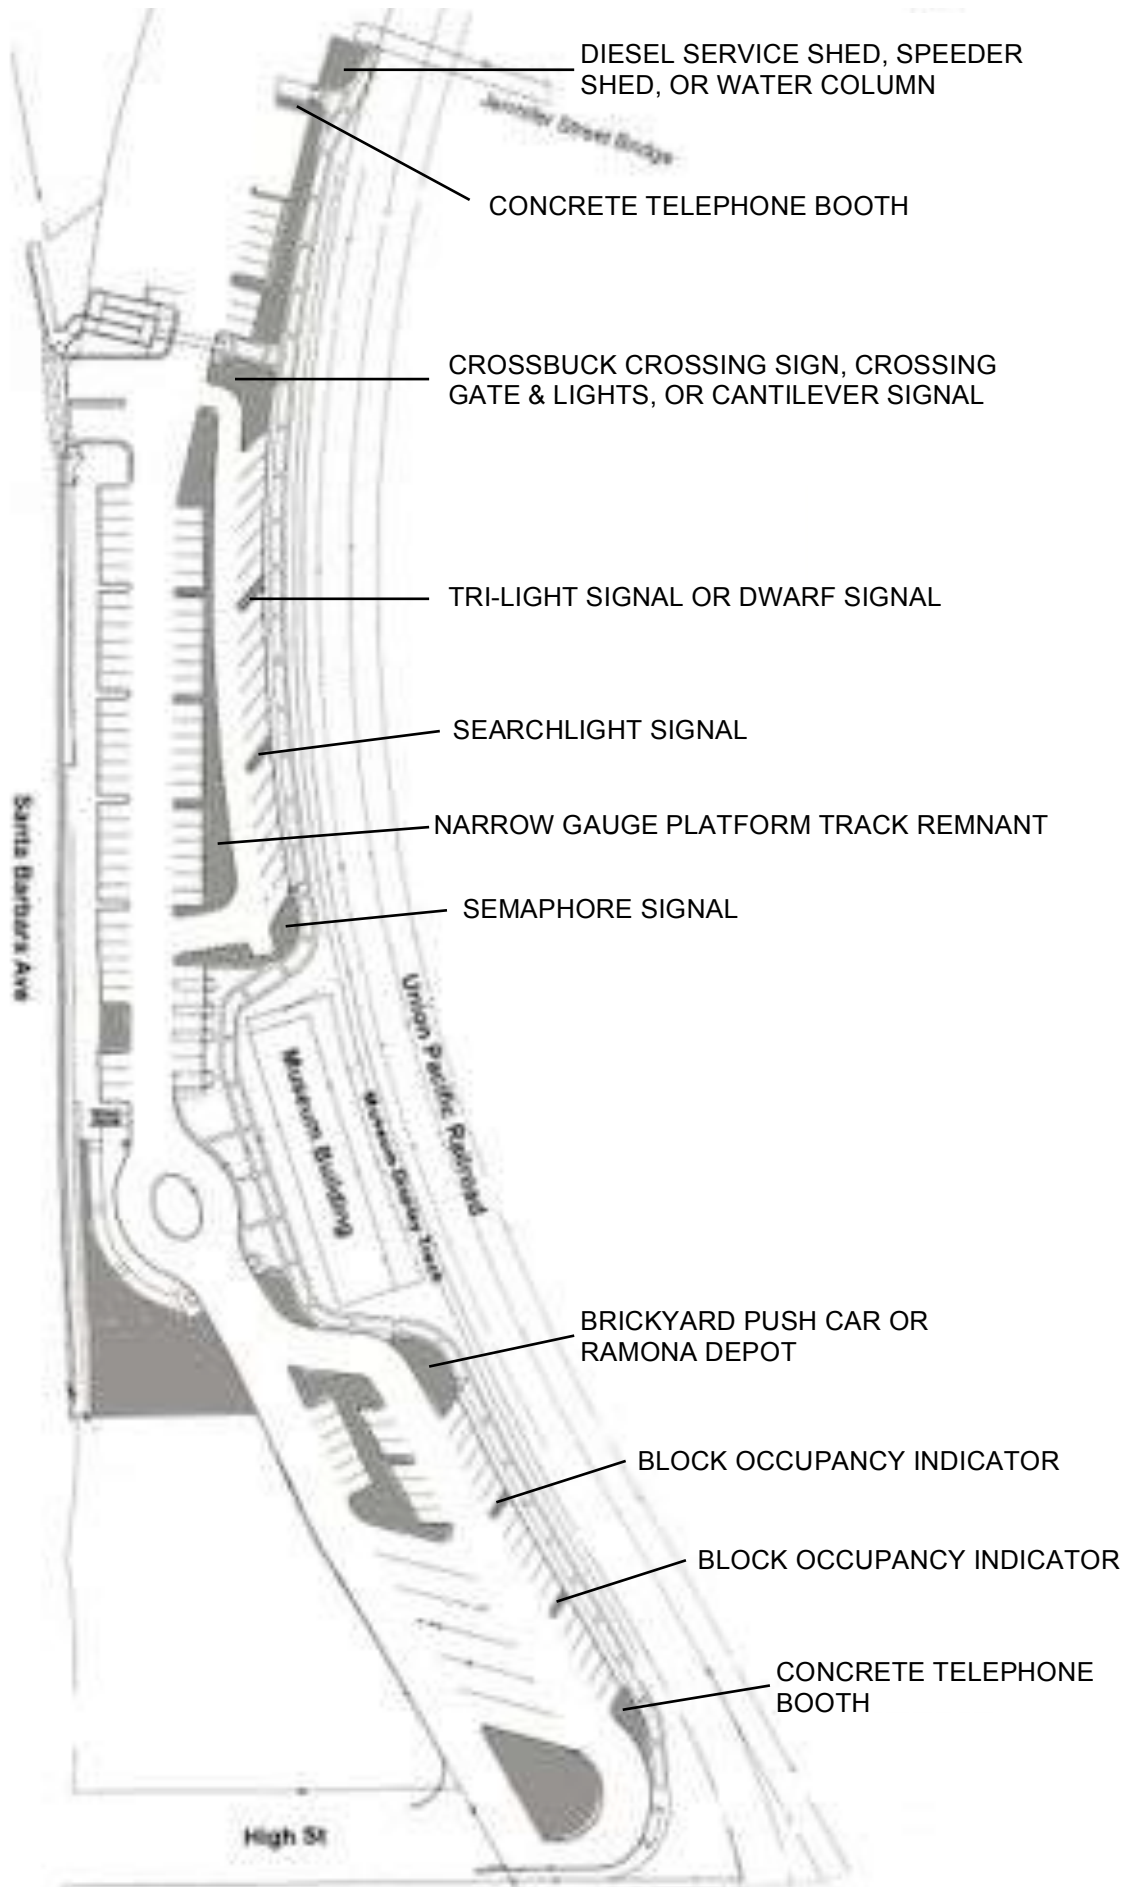 DIESEL SERVICE SHED, SPEEDER
SHED, OR WATER COLUMN
Jennifer Street Bridge
CONCRETE TELEPHONE BOOTH
CROSSBUCK CROSSING SIGN, CROSSING
GATE & LIGHTS, OR CANTILEVER SIGNAL
TRI-LIGHT SIGNAL OR DWARF SIGNAL
SEARCHLIGHT SIGNAL
Santa Barbara Ave
NARROW GAUGE PLATFORM TRACK REMNANT
SEMAPHORE SIGNAL
Union Pacific Railroad
Museum Building
Museum Display Track
BRICKYARD PUSH CAR OR
RAMONA DEPOT
BLOCK OCCUPANCY INDICATOR
BLOCK OCCUPANCY INDICATOR
CONCRETE TELEPHONE
BOOTH
High St